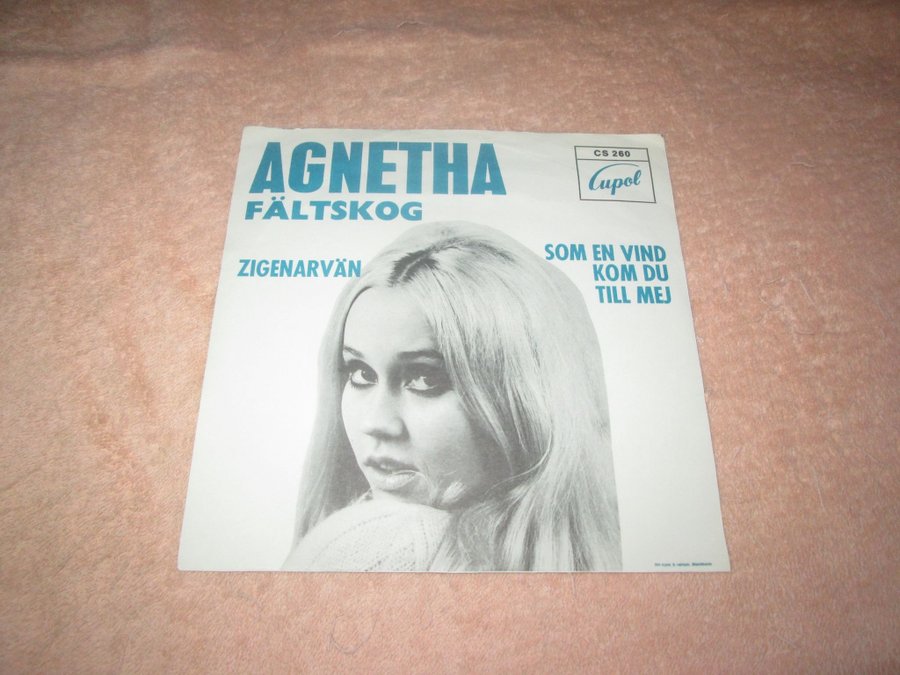 AGNETHA
FÄLTSKOG
CS 260
Cupol
ZIGENARVÄN
SOM EN VIND
KOM DU
TILL MEJ